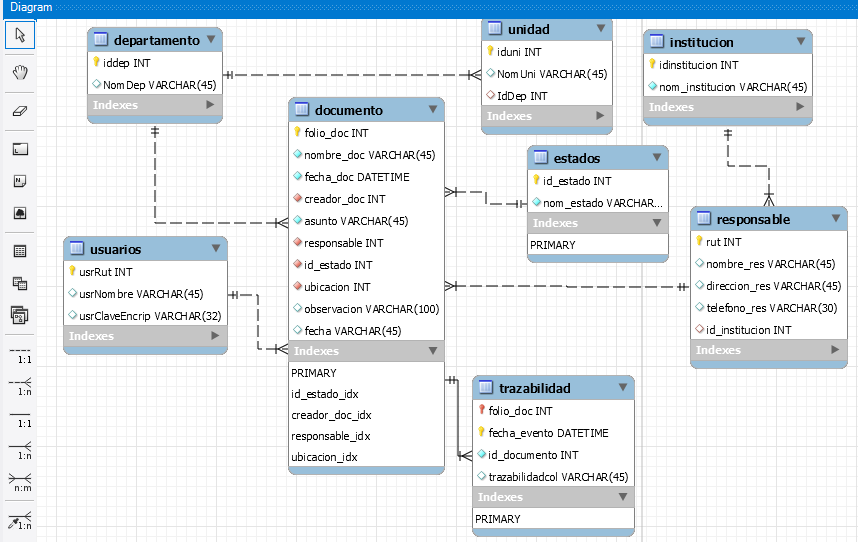 Diagram
departamento
iddep INT
NomDep VARCHAR(45)
Indexes
unidad
iduni INT
NomUni VARCHAR(45)
IdDep INT
Indexes
institucion
idinstitucion INT
nom_institucion VARCHAR(45)
Indexes
documento
folio_doc INT
nombre_doc VARCHAR(45)
fecha_doc DATETIME
creador_doc INT
asunto VARCHAR(45)
responsable INT
id_estado INT
ubicacion INT
observacion VARCHAR(100)
fecha VARCHAR(45)
Indexes
PRIMARY
id_estado_idx
creador_doc_idx
responsable_idx
ubicacion_idx
estados
id_estado INT
nom_estado VARCHAR...
Indexes
PRIMARY
responsable
rut INT
nombre_res VARCHAR(45)
direccion_res VARCHAR(45)
telefono_res VARCHAR(30)
id_institucion INT
Indexes
usuarios
usrRut INT
usrNombre VARCHAR(45)
usrClaveEncrip VARCHAR(32)
Indexes
trazabilidad
folio_doc INT
fecha_evento DATETIME
id_documento INT
trazabilidadcol VARCHAR(45)
Indexes
PRIMARY
1:1
1:n
1:1
1:n
n:m
1:n